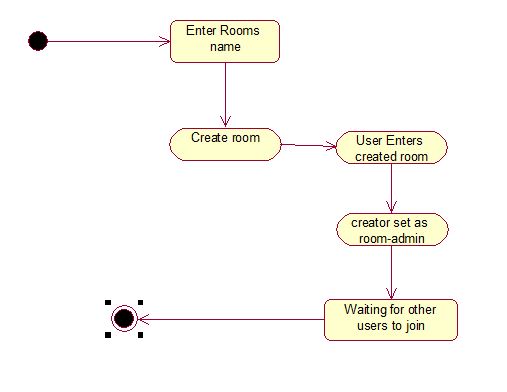 Enter Rooms
name
Create room
User Enters
created room
creator set as
room-admin
Waiting for other
users to join